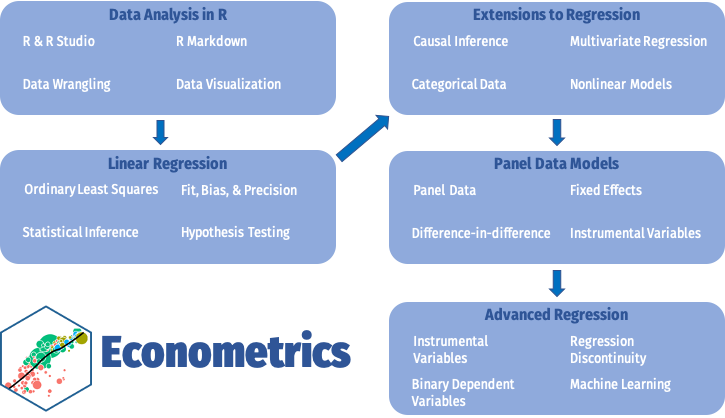 Data Analysis in R
R & R Studio
R Markdown
Data Wrangling
Data Visualization
Linear Regression
Ordinary Least Squares
Fit, Bias, & Precision
Statistical Inference
Hypothesis Testing
Extensions to Regression
Causal Inference
Multivariate Regression
Categorical Data
Nonlinear Models
Panel Data Models
Panel Data
Fixed Effects
Difference-in-difference
Instrumental Variables
Advanced Regression
Instrumental
Variables
Regression
Discontinuity
Binary Dependent
Variables
Machine Learning
Econometrics